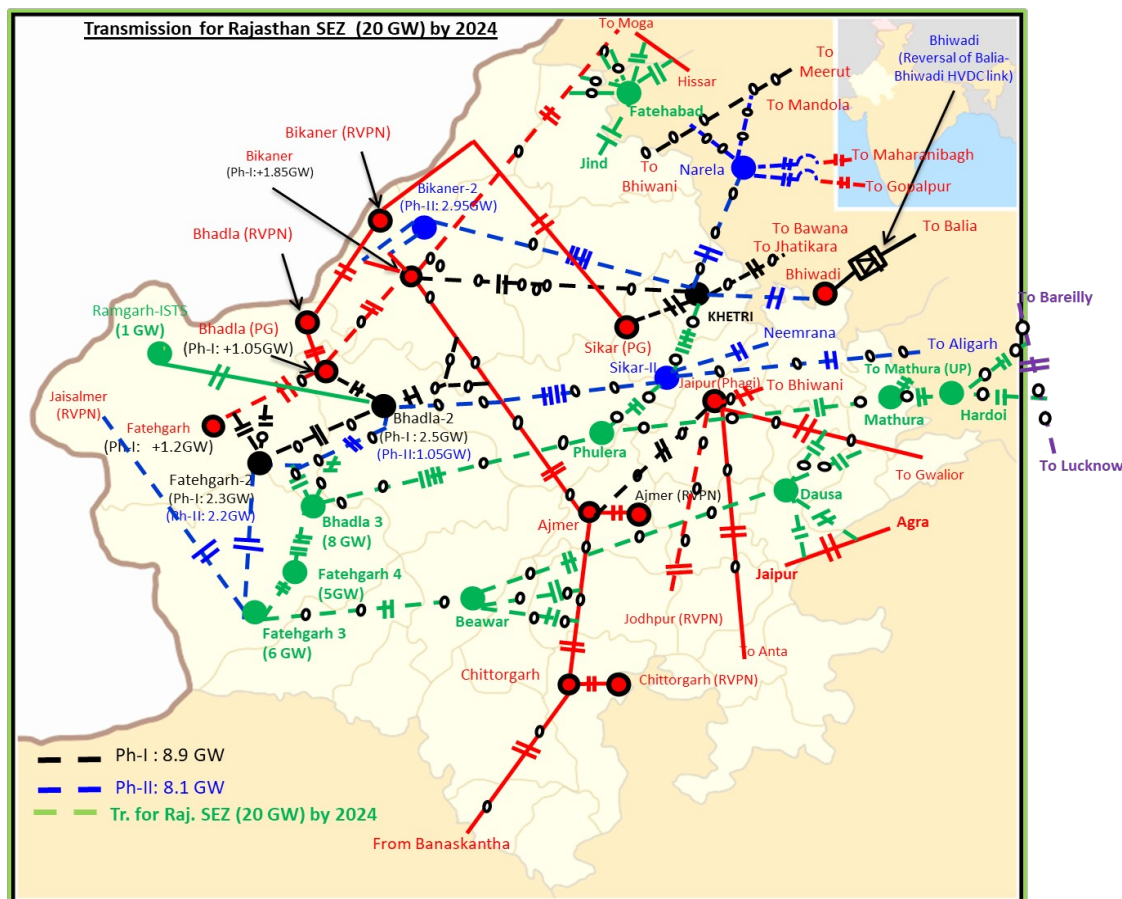 Transmission for Rajasthan SEZ (20 GW) by 2024
To Moga
Hissar
To
Meerut
Bhiwadi
(Reversal of Balia-
Bhiwadi HVDC link)
Fatehabad
To Mandola
Bikaner (RVPN)
Jind
To
Bhiwani
Narela
To Maharanibagh
To Gopalpur
Bikaner
(Ph-I:+1.85GW)
Bikaner-2
(Ph-II: 2.95GW)
Bhadla (RVPN)
To Bawana
To Jhatikara
To Balia
Bhiwadi
To Bareilly
Ramgarh-ISTS
(1 GW)
KHETRI
Bhadla (PG)
(Ph-I: +1.05GW)
Sikar (PG)
Neemrana
To Aligarh
Sikar-II
To Mathura (UP)
Jaisalmer
(RVPN)
Jaipur(Phagi)
To Bhiwani
Mathura
Hardoi
Fatehgarh
(Ph-I: +1.2GW)
Bhadla-2
(Ph-I : 2.5GW)
(Ph-II:1.05GW)
Phulera
To Lucknow
To Gwalior
Fatehgarh-2
(Ph-I: 2.3GW)
(Ph-II: 2.2GW)
Bhadla 3
(8 GW)
Ajmer (RVPN)
Dausa
Ajmer
Agra
Fatehgarh 4
(5GW)
Jaipur
Fatehgarh 3
(6 GW)
Beawar
Jodhpur (RVPN)
To Anta
Chittorgarh
Chittorgarh (RVPN)
Ph-I : 8.9 GW
Ph-II: 8.1 GW
Tr. for Raj. SEZ (20 GW) by 2024
From Banaskantha